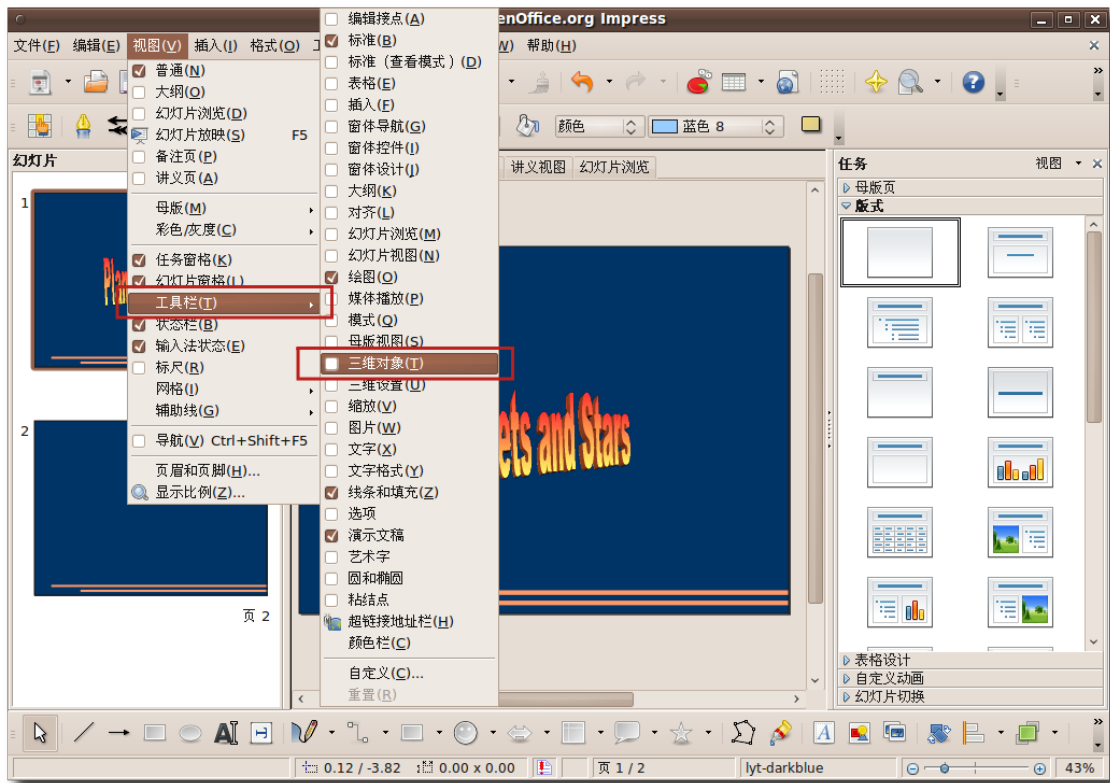 enOffice.org Impress
文件(F) 编辑(E) 视图(V) 插入(I) 格式(O) W) 帮助(H)
普通(N)
大纲(O)
幻灯片浏览(D)
幻灯片放映(S) F5
备注页(P)
讲义页(A)
母版(M)
彩色/灰度(C)
任务窗格(K)
幻灯片窗格(L)
工具栏(T)
状态栏(B)
输入法状态(E)
标尺(R)
网格(I)
辅助线(G)
导航(V) Ctrl+Shift+F5
页眉和页脚(H)...
显示比例(Z)...
编辑接点(A)
标准(B)
标准（查看模式）(D)
表格(E)
插入(F)
窗体导航(G)
窗体控件(I)
窗体设计(J)
大纲(K)
对齐(L)
幻灯片浏览(M)
幻灯片视图(N)
绘图(O)
媒体播放(P)
模式(Q)
母版视图(S)
三维对象(T)
三维设置(U)
缩放(V)
图片(W)
文字(X)
文字格式(Y)
线条和填充(Z)
选项
演示文稿
艺术字
圆和椭圆
粘结点
超链接地址栏(H)
颜色栏(C)
自定义(C)...
重置(R)
颜色 蓝色 8
幻灯片
1
Plan
2
页 2
讲义视图 幻灯片浏览
ets and Stars
任务 视图
母版页
版式
表格设计
自定义动画
幻灯片切换
0.12 / -3.82 0.00 x 0.00 页 1 / 2 lyt-darkblue 43%